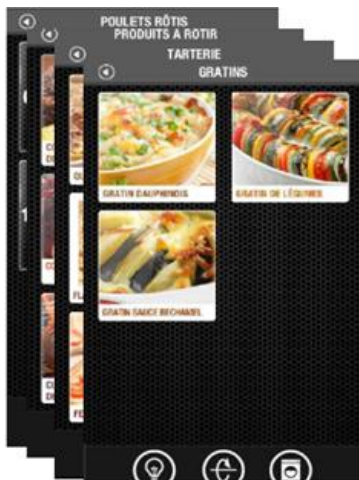 POULETS RÔTIS
PRODUITS A ROTIR
TARTERIE
GRATINS
GRATIN DAUPHINOIS
GRATIN DE LÉGUMES
GRATIN SAUCE BECHAMEL